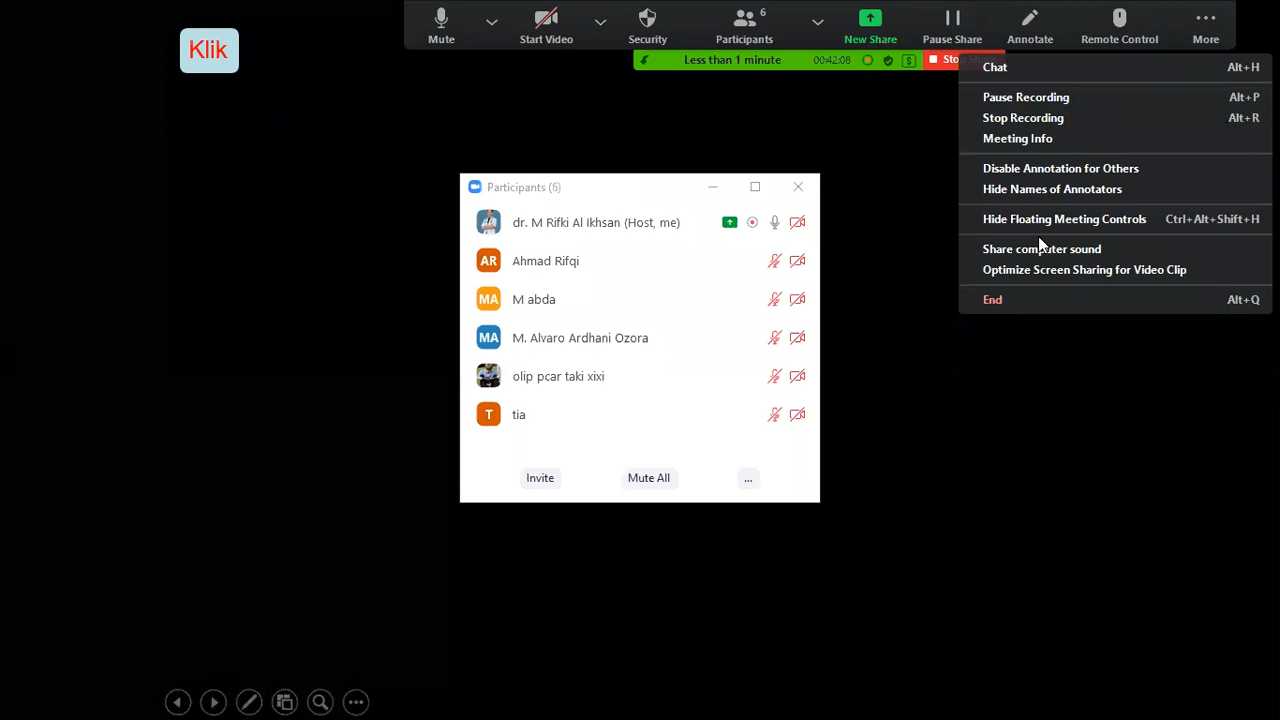 Klik
Mute
Start Video
Security
Participants
6
New Share
Pause Share
Annotate
Remote Control
More
Less than 1 minute
00:42:08
Stop
Chat Alt+H
Pause Recording Alt+P
Stop Recording Alt+R
Meeting Info
Disable Annotation for Others
Hide Names of Annotators
Hide Floating Meeting Controls Ctrl+Alt+Shift+H
Share computer sound
Optimize Screen Sharing for Video Clip
End Alt+Q
Participants (6)
dr. M Rifki Al Ikhsan (Host, me)
AR Ahmad Rifqi
MA M abda
MA M. Alvaro Ardhani Ozora
olip pcar taki xixi
T tia
Invite
Mute All
...